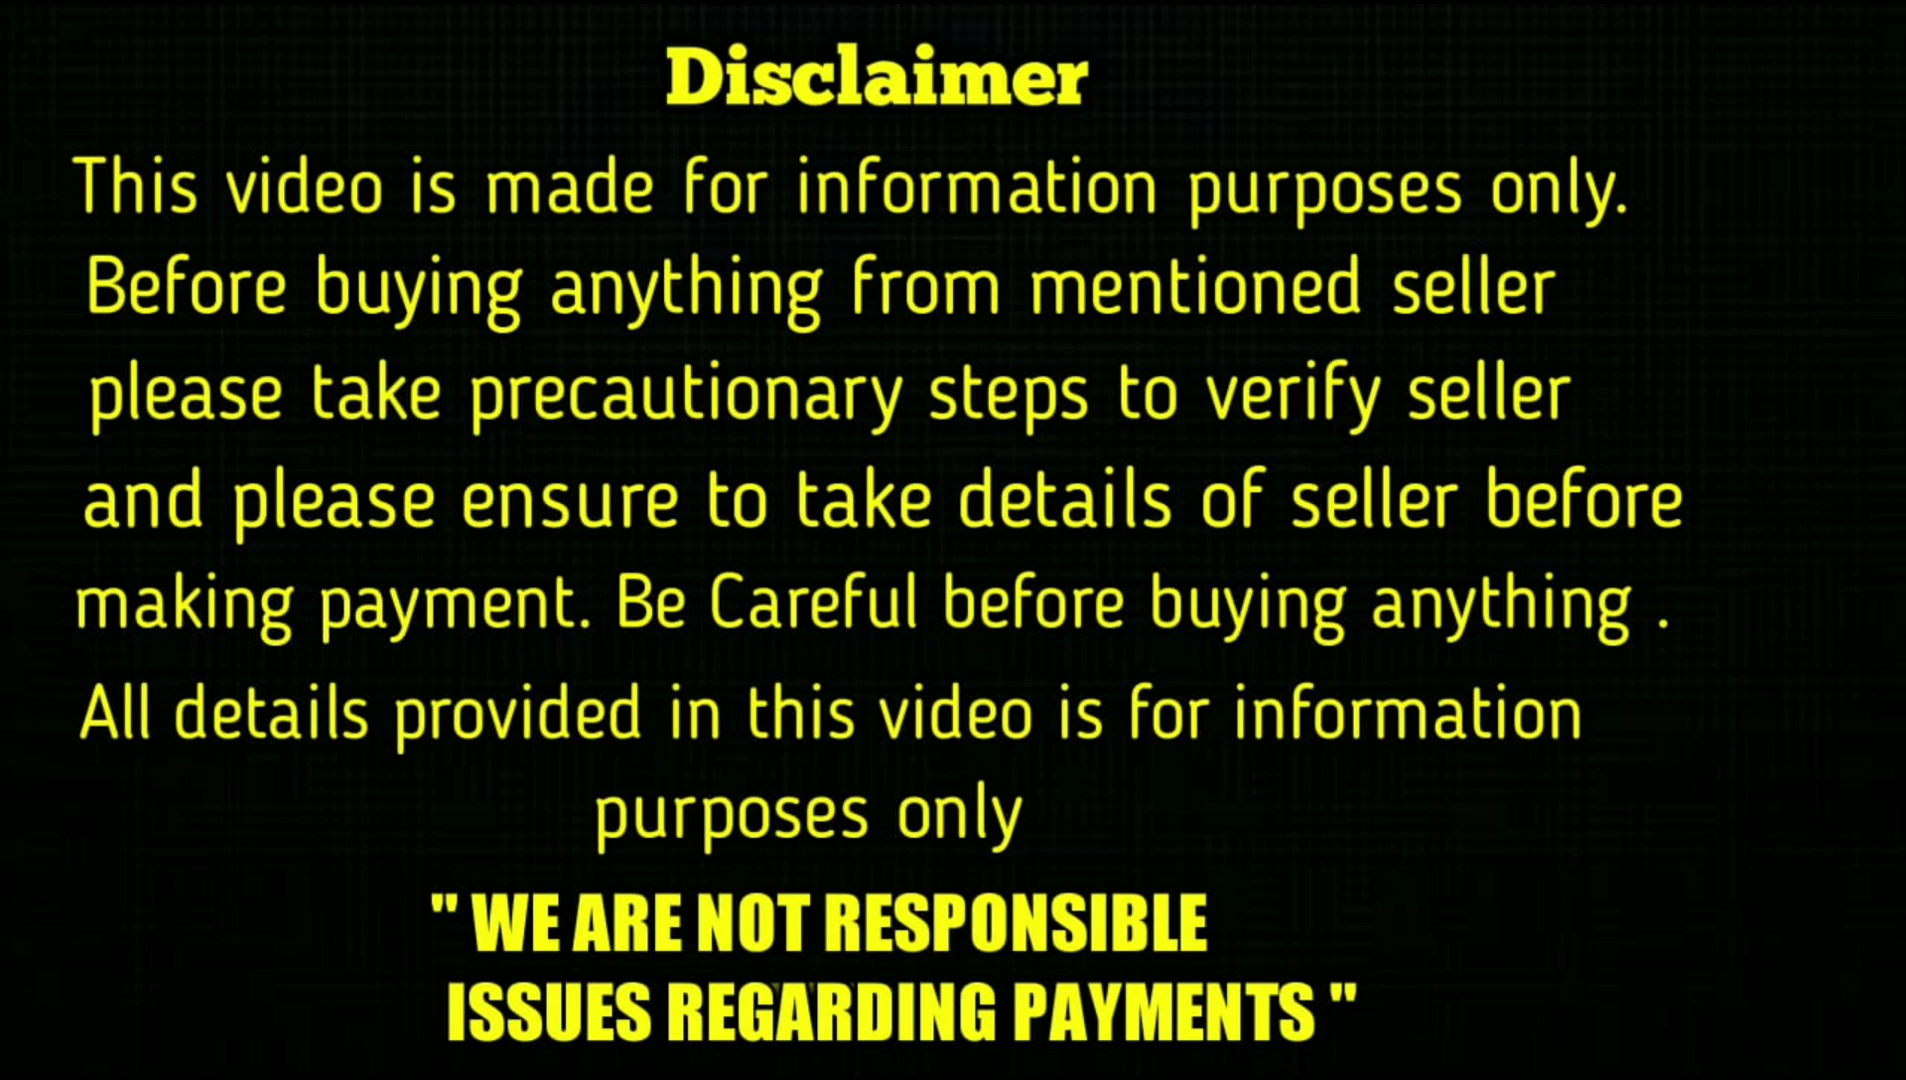 Disclaimer
This video is made for information purposes only.
Before buying anything from mentioned seller
please take precautionary steps to verify seller
and please ensure to take details of seller before
making payment. Be Careful before buying anything .
All details provided in this video is for information
purposes only
" WE ARE NOT RESPONSIBLE
ISSUES REGARDING PAYMENTS "